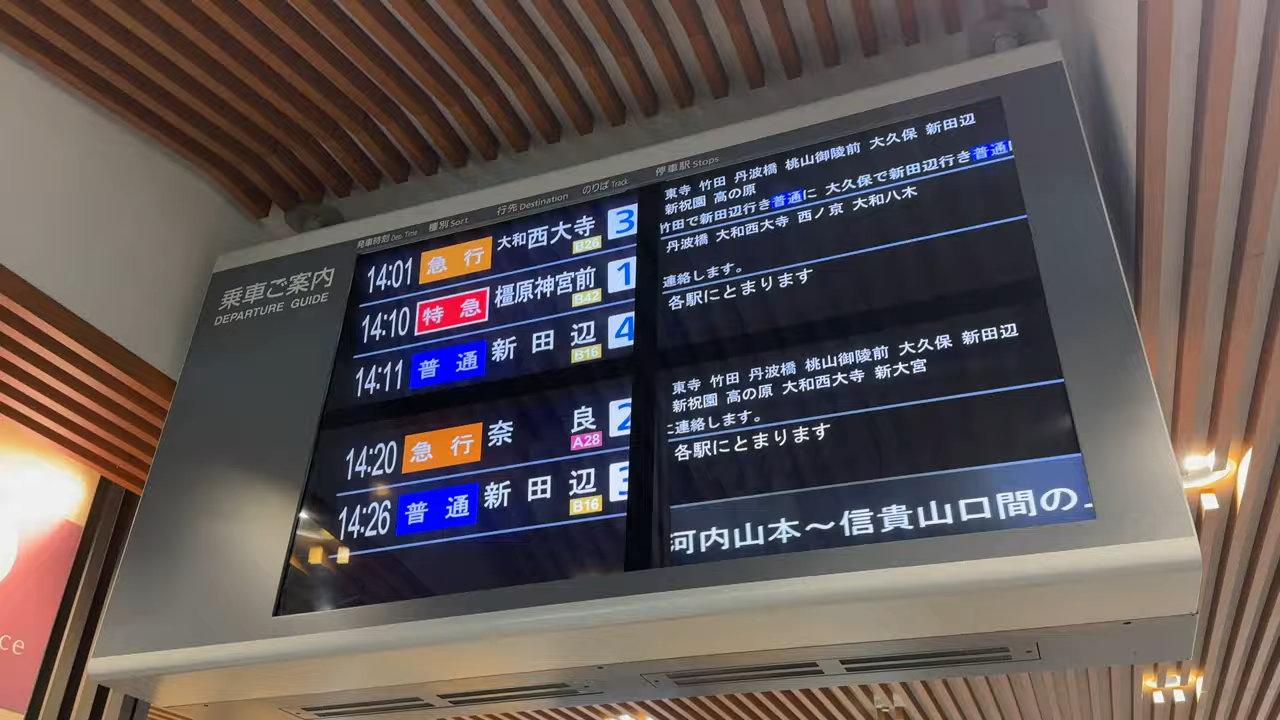 乗車ご案内
DEPARTURE GUIDE
発車時刻 Dep. Time 種別 Sort 行先 Destination のりば Track 停車駅 Stops
14:01 急行 大和西大寺 B26 3
東寺 竹田 丹波橋 桃山御陵前 大久保 新田辺
新祝園 高の原
竹田で新田辺行き普通に 大久保で新田辺行き普通
14:10 特急 橿原神宮前 B42 1
丹波橋 大和西大寺 西ノ京 大和八木
連絡します。
14:11 普通 新田辺 B16 4
各駅にとまります
14:20 急行 奈良 A28 2
東寺 竹田 丹波橋 桃山御陵前 大久保 新田辺
新祝園 高の原 大和西大寺 新大宮
に連絡します。
14:26 普通 新田辺 B16 3
各駅にとまります
河内山本～信貴山口間の
ce